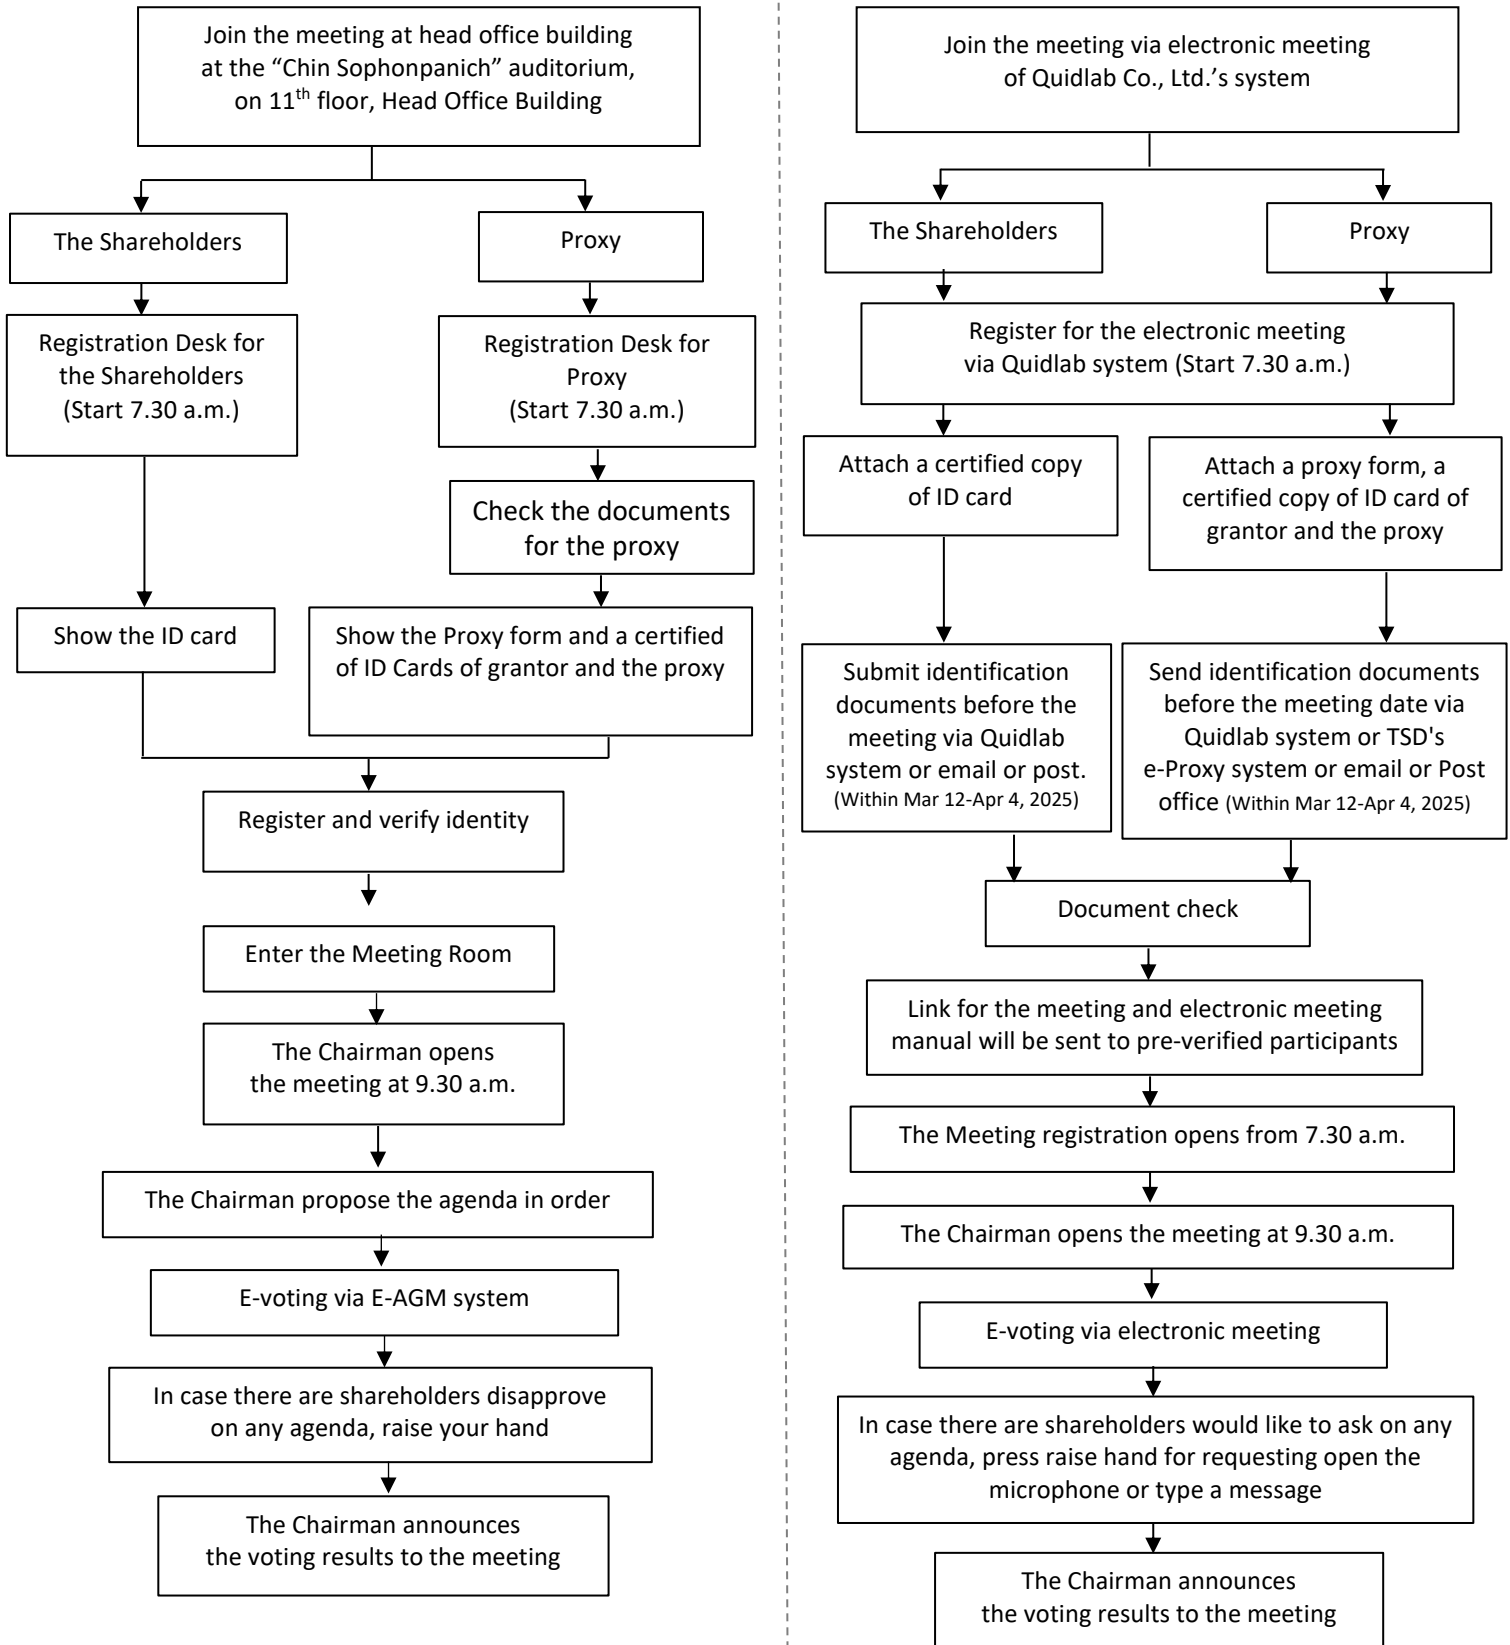 Join the meeting at head office building
at the “Chin Sophonpanich” auditorium,
on 11th floor, Head Office Building
The Shareholders
Proxy
Registration Desk for
the Shareholders
(Start 7.30 a.m.)
Registration Desk for
Proxy
(Start 7.30 a.m.)
Check the documents
for the proxy
Show the ID card
Show the Proxy form and a certified
of ID Cards of grantor and the proxy
Register and verify identity
Enter the Meeting Room
The Chairman opens
the meeting at 9.30 a.m.
The Chairman propose the agenda in order
E-voting via E-AGM system
In case there are shareholders disapprove
on any agenda, raise your hand
The Chairman announces
the voting results to the meeting
Join the meeting via electronic meeting
of Quidlab Co., Ltd.’s system
The Shareholders
Proxy
Register for the electronic meeting
via Quidlab system (Start 7.30 a.m.)
Attach a certified copy
of ID card
Attach a proxy form, a
certified copy of ID card of
grantor and the proxy
Submit identification
documents before the
meeting via Quidlab
system or email or post.
(Within Mar 12-Apr 4, 2025)
Send identification documents
before the meeting date via
Quidlab system or TSD's
e-Proxy system or email or Post
office (Within Mar 12-Apr 4, 2025)
Document check
Link for the meeting and electronic meeting
manual will be sent to pre-verified participants
The Meeting registration opens from 7.30 a.m.
The Chairman opens the meeting at 9.30 a.m.
E-voting via electronic meeting
In case there are shareholders would like to ask on any
agenda, press raise hand for requesting open the
microphone or type a message
The Chairman announces
the voting results to the meeting